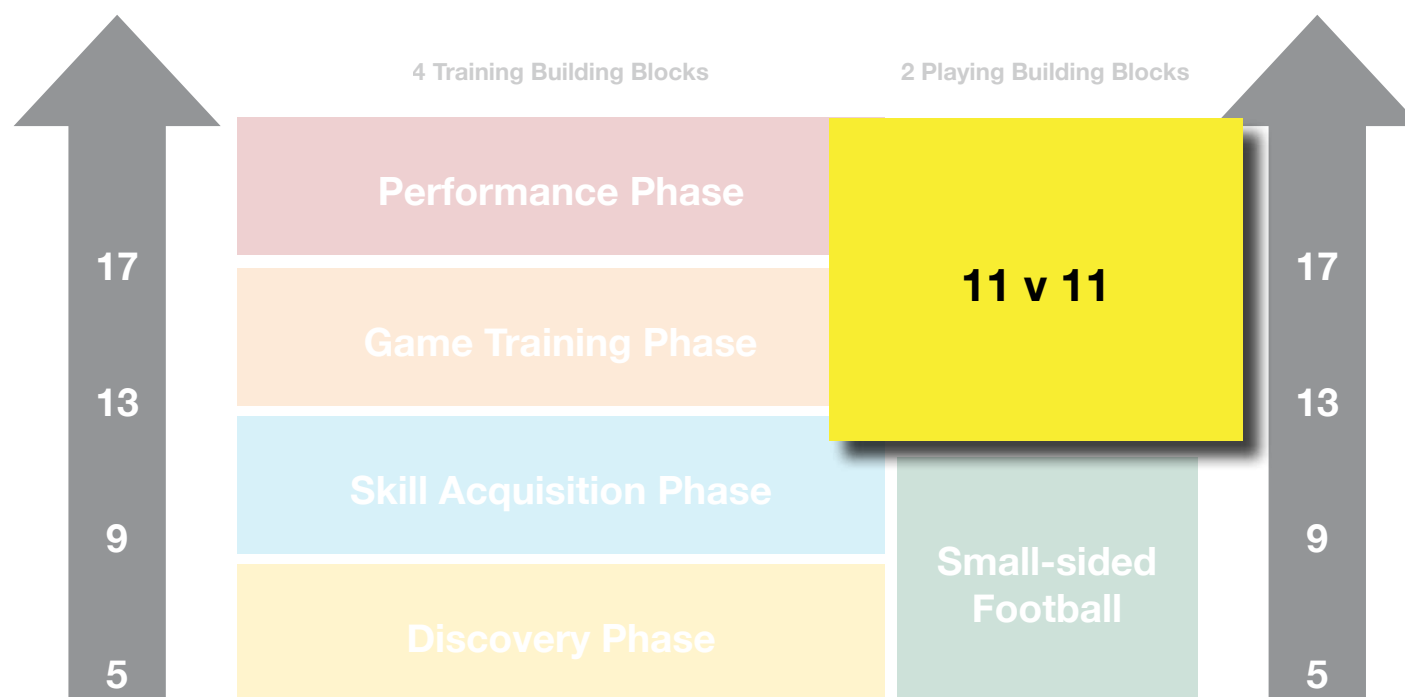 4 Training Building Blocks
2 Playing Building Blocks
Performance Phase
11 v 11
17
17
Game Training Phase
13
13
Skill Acquisition Phase
9
9
Small-sided
Football
Discovery Phase
5
5